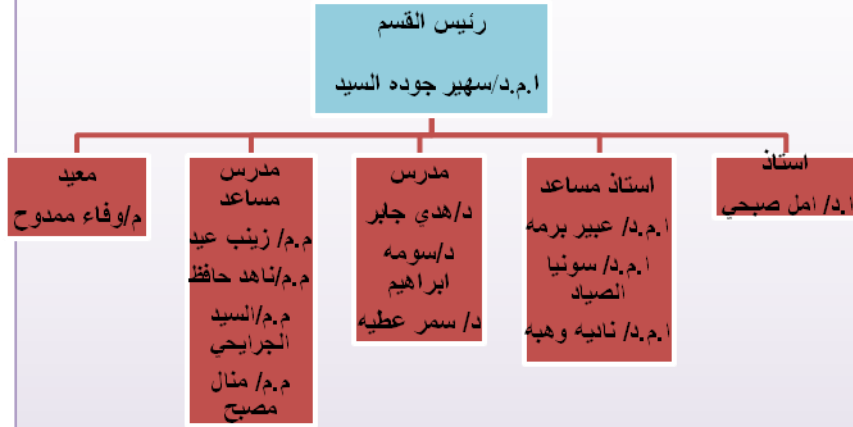 رئيس القسم
ا.م.د/سهير جوده السيد
استاذ
ا.د/ امل صبحي
استاذ مساعد
ا.م.د/ عبير برمه
ا.م.د/ سونيا
الصياد
ا.م.د/ ناديه وهبه
مدرس
د/هدي جابر
د/سومه
ابراهيم
د/ سمر عطيه
مدرس
مساعد
م.م/ زينب عيد
م.م/ناهد حافظ
م.م/السيد
الجرايحي
م.م/ منال
مصبح
معيد
م/وفاء ممدوح